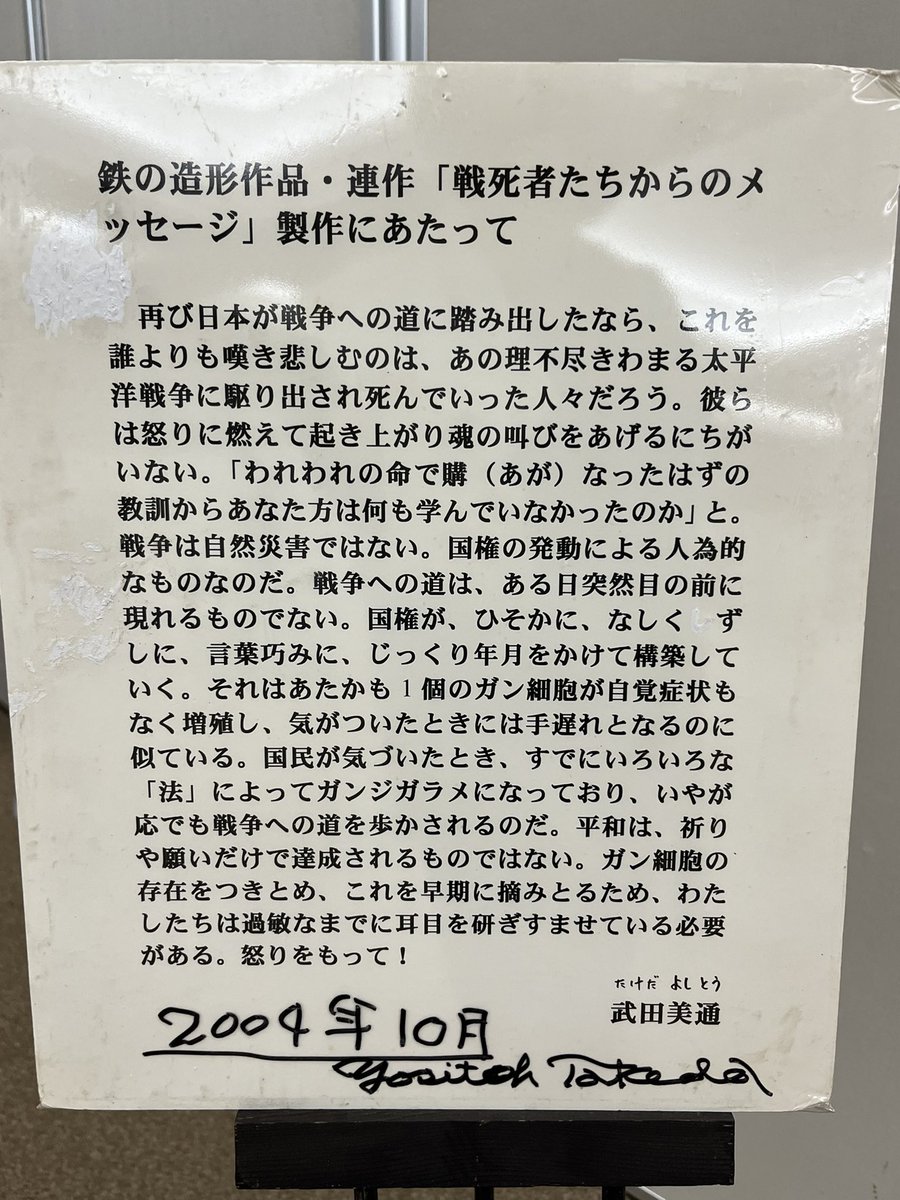 鉄の造形作品・連作「戦死者たちからのメ
ッセージ」製作にあたって
再び日本が戦争への道に踏み出したなら、これを
誰よりも嘆き悲しむのは、あの理不尽きわまる太平
洋戦争に駆り出され死んでいった人々だろう。彼ら
は怒りに燃えて起き上がり魂の叫びをあげるにちが
いない。「われわれの命で購（あが）なったはずの
教訓からあなた方は何も学んでいなかったのか」と。
戦争は自然災害ではない。国権の発動による人為的
なものなのだ。戦争への道は、ある日突然目の前に
現れるものでない。国権が、ひそかに、なしくしず
しに、言葉巧みに、じっくり年月をかけて構築して
いく。それはあたかも1個のガン細胞が自覚症状も
なく増殖し、気がついたときには手遅れとなるのに
似ている。国民が気づいたとき、すでにいろいろな
「法」によってガンジガラメになっており、いやが
応でも戦争への道を歩かされるのだ。平和は、祈り
や願いだけで達成されるものではない。ガン細胞の
存在をつきとめ、これを早期に摘みとるため、わた
したちは過敏なまでに耳目を研ぎすませている必要
がある。怒りをもって！
たけだ よしとう
武田美通
2004年10月
Yositoh Takeda